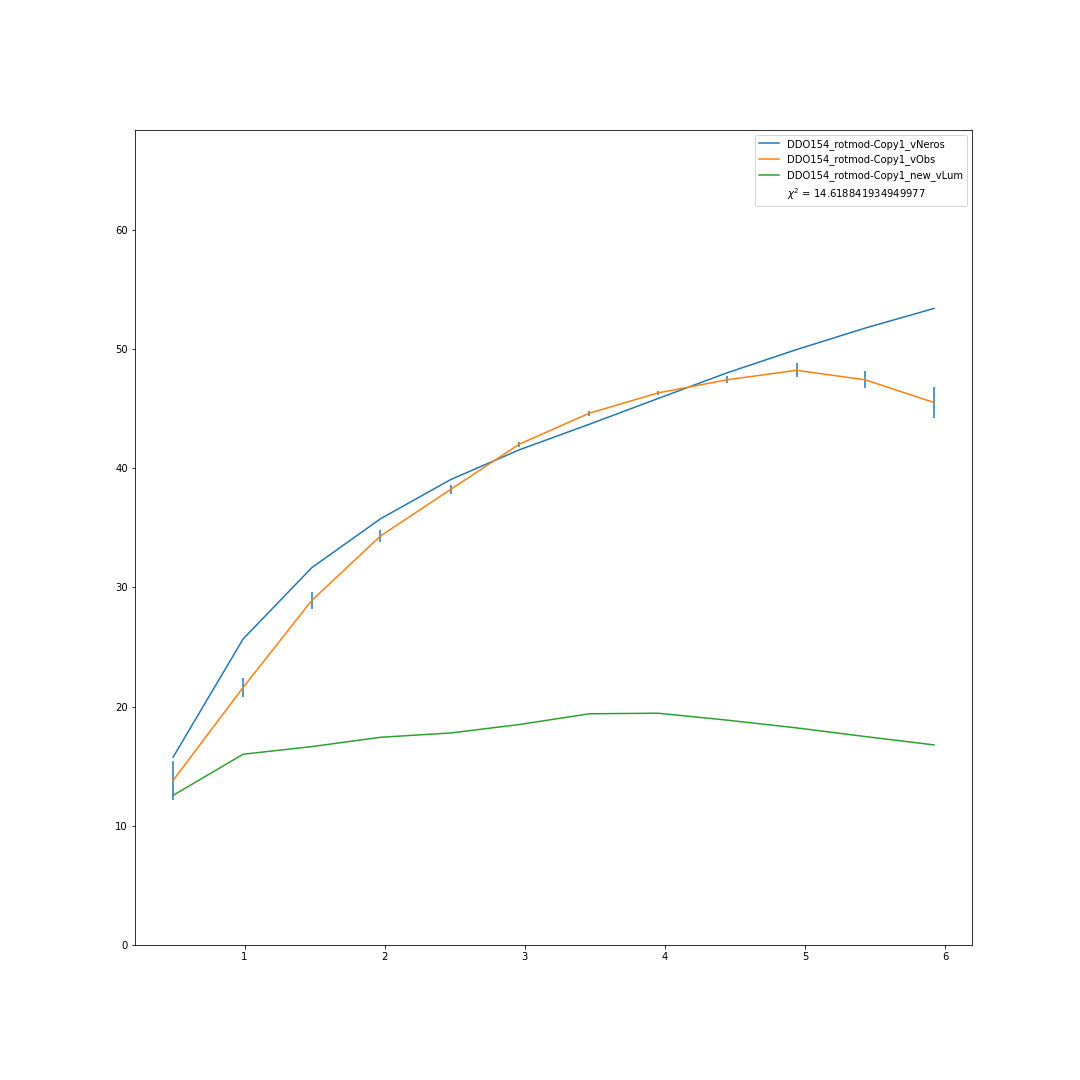 DDO154_rotmod-Copy1_vNeros
DDO154_rotmod-Copy1_vObs
DDO154_rotmod-Copy1_new_vLum
χ² = 14.618841934949977
60
50
40
30
20
10
0
1 2 3 4 5 6